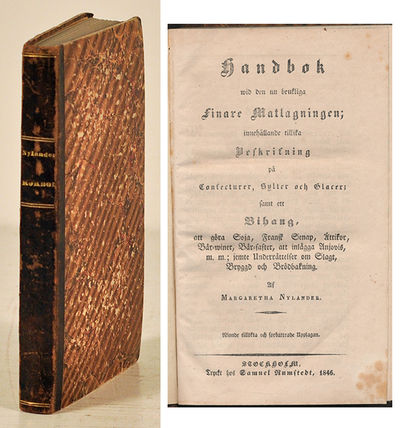 Nylander
KOKBOK
Handbok
wid den nu brukliga
Finare Matlagningen;
innehållande tillika
Beskrifning
på
Confecturer, Sylter och Glacer;
samt ett
Bihang,
att göra Soja, Fransk Senap, Ättikor,
Bär-winer, Bär-safter, att inlägga Anjovis,
m. m.; jemte Underrättelser om Slagt,
Bryggd och Brödbakning.
Af
MARGARETHA NYLANDER.
tillökta och förbättrade Upplagan.
STOCKHOLM,
Tryckt hos Samuel Rumstedt, 1846.